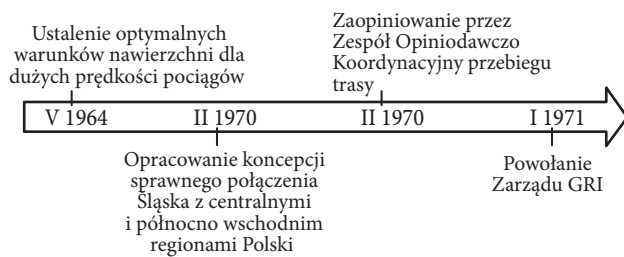 Ustalenie optymalnych
warunków nawierzchni dla
dużych prędkości pociągów
Zaopiniowanie przez
Zespół Opiniodawczo
Koordynacyjny przebiegu
trasy
V 1964
II 1970
II 1970
I 1971
Opracowanie koncepcji
sprawnego połączenia
Śląska z centralnymi
i północno wschodnim
regionami Polski
Powołanie
Zarządu GRI